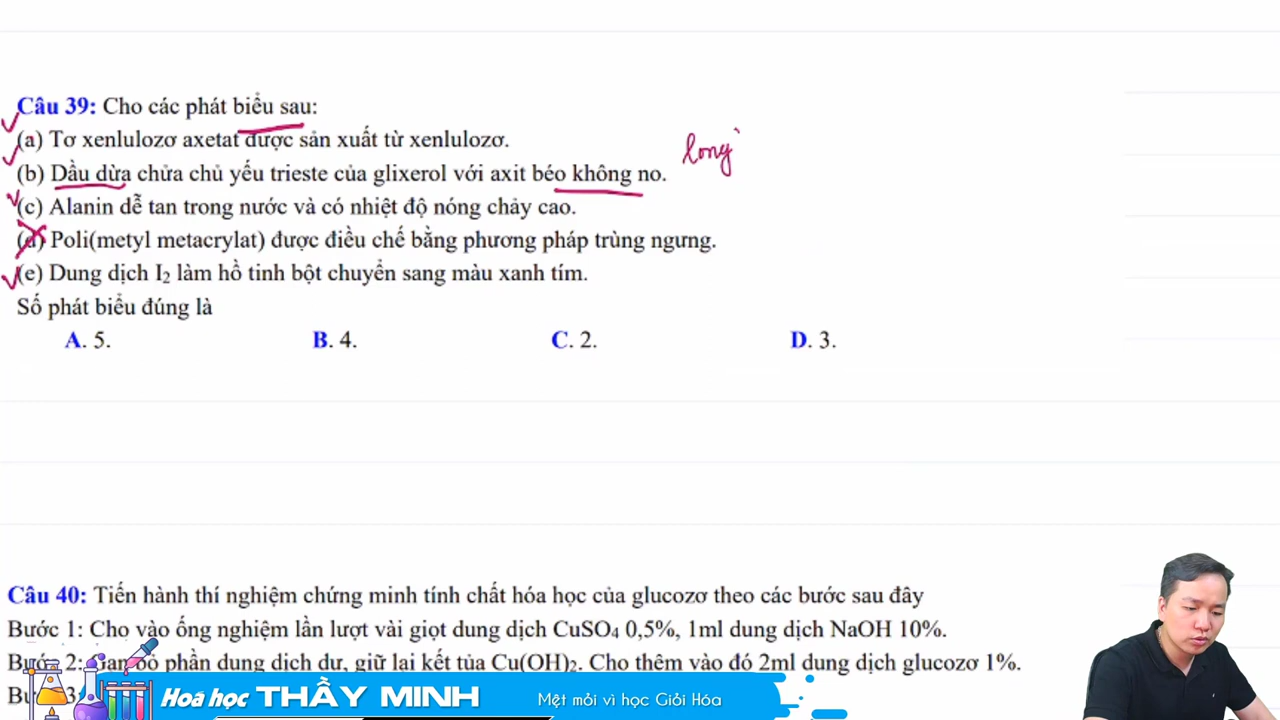 Câu 39: Cho các phát biểu sau:
(a) Tơ xenlulozơ axetat được sản xuất từ xenlulozơ.
(b) Dầu dừa chứa chủ yếu trieste của glixerol với axit béo không no.
lỏng
(c) Alanin dễ tan trong nước và có nhiệt độ nóng chảy cao.
(d) Poli(metyl metacrylat) được điều chế bằng phương pháp trùng ngưng.
(e) Dung dịch I₂ làm hồ tinh bột chuyển sang màu xanh tím.
Số phát biểu đúng là
A. 5. B. 4. C. 2. D. 3.
Câu 40: Tiến hành thí nghiệm chứng minh tính chất hóa học của glucozơ theo các bước sau đây
Bước 1: Cho vào ống nghiệm lần lượt vài giọt dung dịch CuSO₄ 0,5%, 1ml dung dịch NaOH 10%.
Bước 2: Gạn bỏ phần dung dịch dư, giữ lại kết tủa Cu(OH)₂. Cho thêm vào đó 2ml dung dịch glucozơ 1%.
Hoá học THẦY MINH
Mệt mỏi vì học Giỏi Hóa